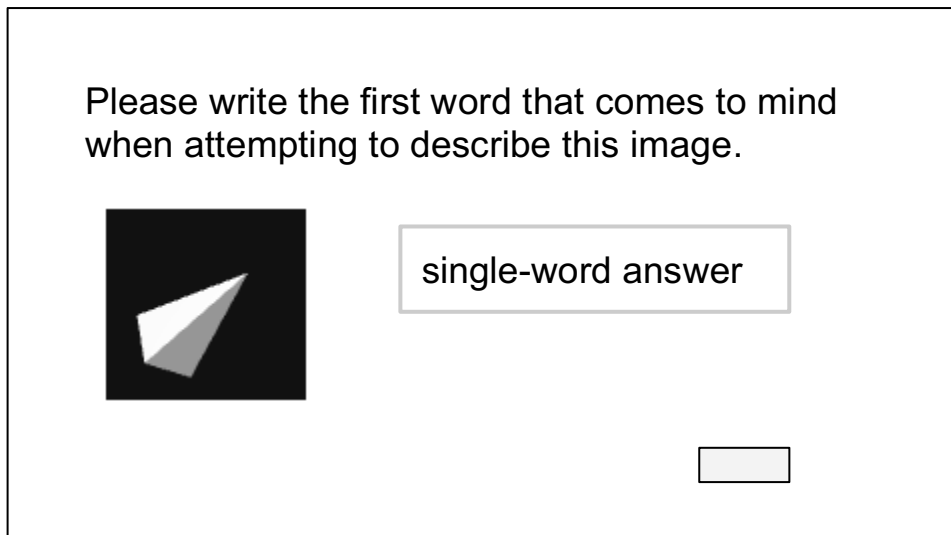 Please write the first word that comes to mind
when attempting to describe this image.
single-word answer